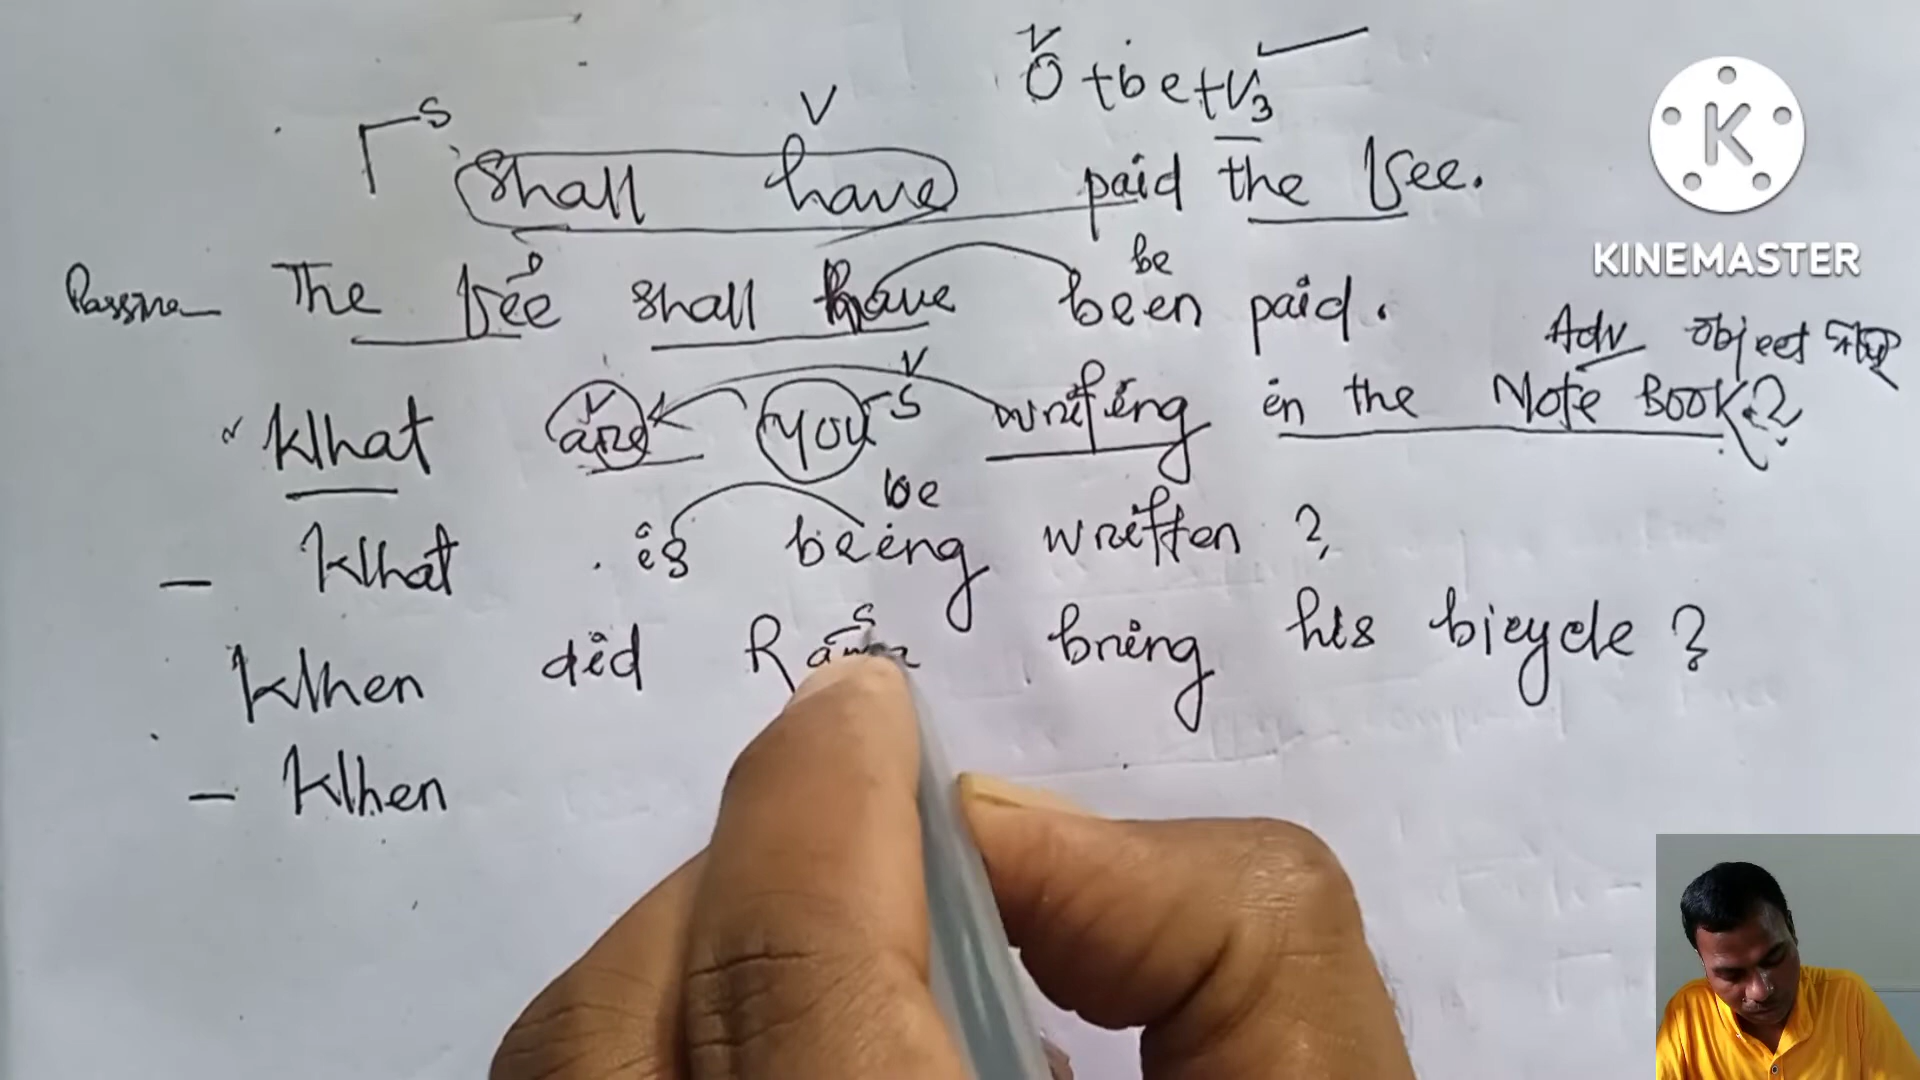 V
O + be + V3
S V
I shall have paid the fee.
be
Passive The fee shall have been paid.
Adv object
V V S
What are you writing in the Note Book?
be
- What is being written?
S
When did Rama bring his bicycle?
- When
K
KINEMASTER